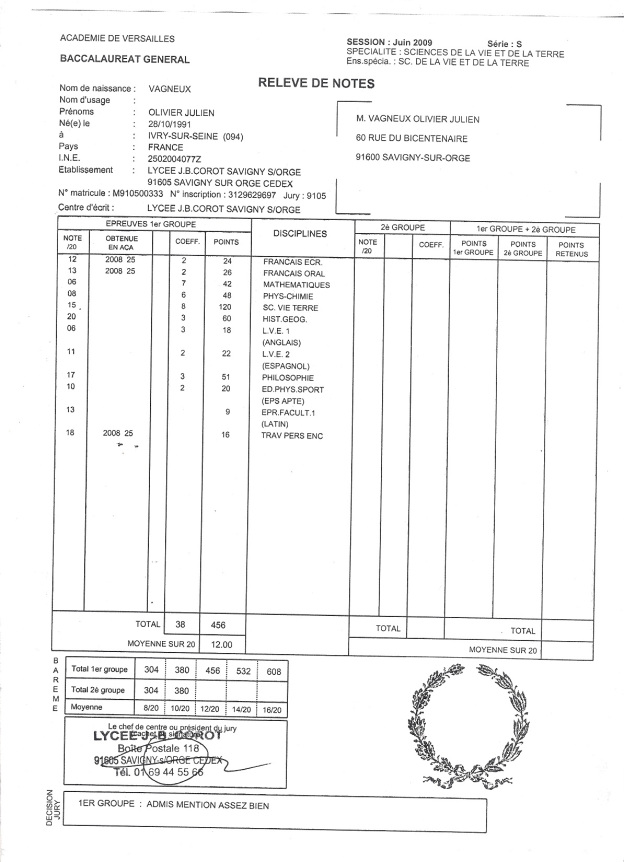 ACADEMIE DE VERSAILLES
SESSION : Juin 2009 Série : S
SPECIALITE : SCIENCES DE LA VIE ET DE LA TERRE
BACCALAUREAT GENERAL
Ens.spécia. : SC. DE LA VIE ET DE LA TERRE
RELEVE DE NOTES
Nom de naissance : VAGNEUX
Nom d'usage :
Prénoms : OLIVIER JULIEN
Né(e) le : 28/10/1991
à : IVRY-SUR-SEINE (094)
Pays : FRANCE
I.N.E. : 2502004077Z
Etablissement : LYCEE J.B.COROT SAVIGNY S/ORGE
91605 SAVIGNY SUR ORGE CEDEX
N° matricule : M910500333 N° inscription : 3129629697 Jury : 9105
Centre d'écrit : LYCEE J.B.COROT SAVIGNY S/ORGE
M. VAGNEUX OLIVIER JULIEN
60 RUE DU BICENTENAIRE
91600 SAVIGNY-SUR-ORGE
EPREUVES 1er GROUPE DISCIPLINES 2è GROUPE 1er GROUPE + 2è GROUPE
NOTE /20 OBTENUE EN ACA COEFF. POINTS NOTE /20 COEFF. POINTS 1er GROUPE POINTS 2è GROUPE POINTS RETENUS
12 2008 25 2 24 FRANCAIS ECR.
13 2008 25 2 26 FRANCAIS ORAL
06 7 42 MATHEMATIQUES
08 6 48 PHYS-CHIMIE
15 8 120 SC. VIE TERRE
20 3 60 HIST.GEOG.
06 3 18 L.V.E. 1
(ANGLAIS)
11 2 22 L.V.E. 2
(ESPAGNOL)
17 3 51 PHILOSOPHIE
10 2 20 ED.PHYS.SPORT
(EPS APTE)
13 9 EPR.FACULT.1
(LATIN)
18 2008 25 16 TRAV PERS ENC
TOTAL 38 456 TOTAL TOTAL
MOYENNE SUR 20 12.00 MOYENNE SUR 20
BAREME
Total 1er groupe 304 380 456 532 608
Total 2è groupe 304 380
Moyenne 8/20 10/20 12/20 14/20 16/20
Le chef de centre ou président du jury
LYCEE J-B COROT
Boîte Postale 118
91605 SAVIGNY s/ORGE CEDEX
Tél. 01 69 44 55 66
DECISION JURY
1ER GROUPE : ADMIS MENTION ASSEZ BIEN